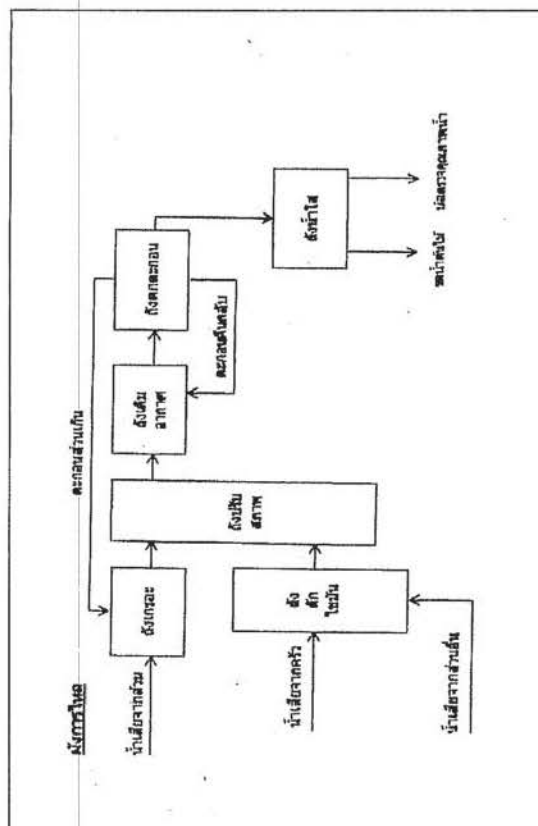 ผังการไหล
น้ำเสียจากส้วม
ถังเกรอะ
ตะกอนส่วนเกิน
น้ำเสียจากครัว
น้ำเสียจากส่วนอื่น
ถัง
ดัก
ไขมัน
ถังปรับ
สภาพ
ถังเติม
อากาศ
ตะกอนคืนกลับ
ถังตกตะกอน
ถังน้ำใส
รดน้ำต้นไม้
บ่อตรวจคุณภาพน้ำ